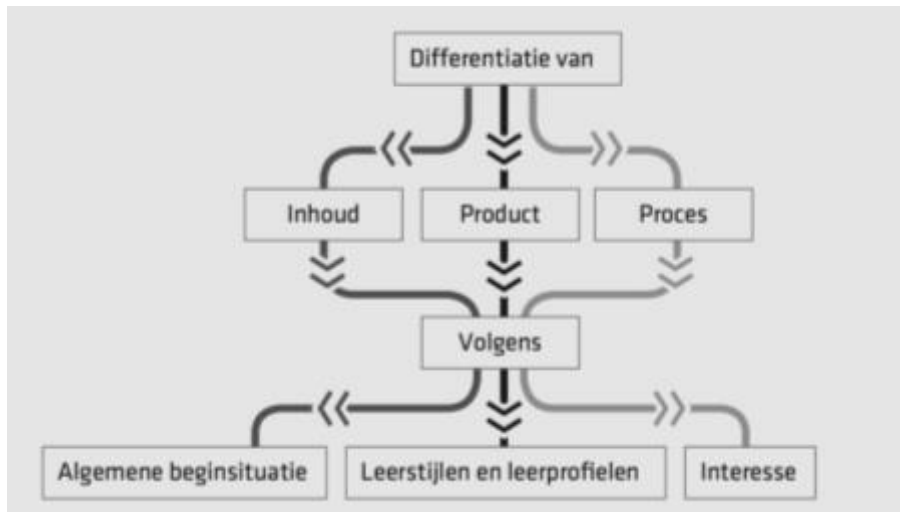 Differentiatie van
Inhoud
Product
Proces
Volgens
Algemene beginsituatie
Leerstijlen en leerprofielen
Interesse